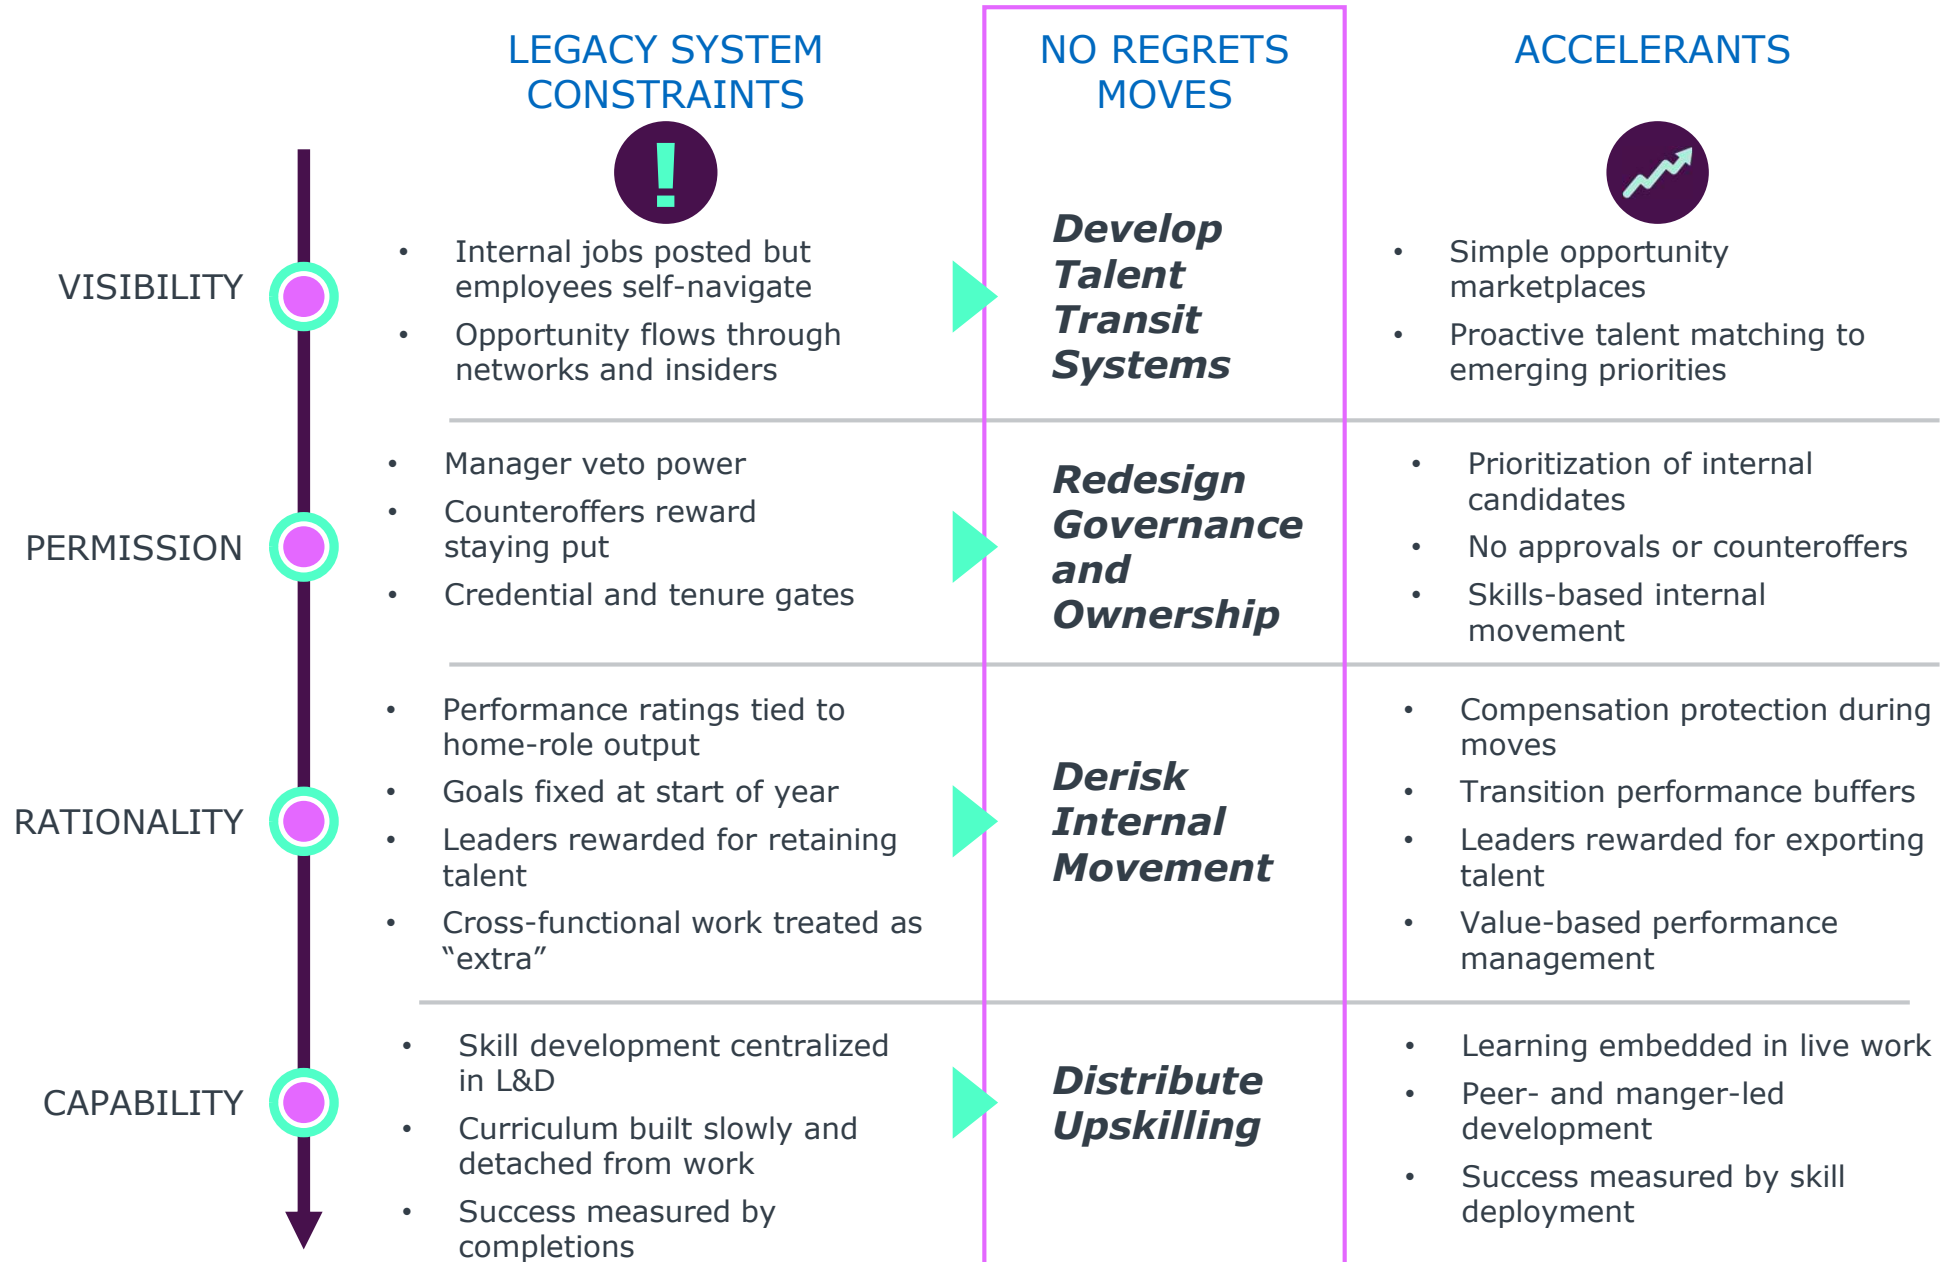 LEGACY SYSTEM
CONSTRAINTS
NO REGRETS
MOVES
ACCELERANTS
!
VISIBILITY
• Internal jobs posted but
employees self-navigate
• Opportunity flows through
networks and insiders
Develop
Talent
Transit
Systems
• Simple opportunity
marketplaces
• Proactive talent matching to
emerging priorities
PERMISSION
• Manager veto power
• Counteroffers reward
staying put
• Credential and tenure gates
Redesign
Governance
and
Ownership
• Prioritization of internal
candidates
• No approvals or counteroffers
• Skills-based internal
movement
RATIONALITY
• Performance ratings tied to
home-role output
• Goals fixed at start of year
• Leaders rewarded for retaining
talent
• Cross-functional work treated as
“extra”
Derisk
Internal
Movement
• Compensation protection during
moves
• Transition performance buffers
• Leaders rewarded for exporting
talent
• Value-based performance
management
CAPABILITY
• Skill development centralized
in L&D
• Curriculum built slowly and
detached from work
• Success measured by
completions
Distribute
Upskilling
• Learning embedded in live work
• Peer- and manger-led
development
• Success measured by skill
deployment